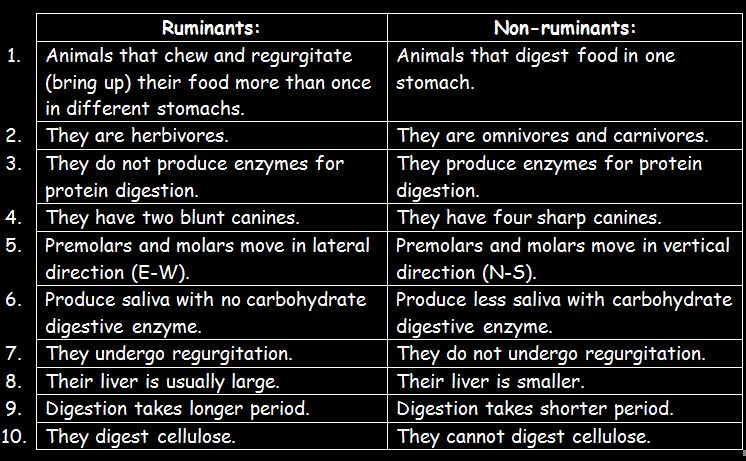 Ruminants: Non-ruminants:
1. Animals that chew and regurgitate Animals that digest food in one
(bring up) their food more than once stomach.
in different stomachs.
2. They are herbivores. They are omnivores and carnivores.
3. They do not produce enzymes for They produce enzymes for protein
protein digestion. digestion.
4. They have two blunt canines. They have four sharp canines.
5. Premolars and molars move in lateral Premolars and molars move in vertical
direction (E-W). direction (N-S).
6. Produce saliva with no carbohydrate Produce less saliva with carbohydrate
digestive enzyme. digestive enzyme.
7. They undergo regurgitation. They do not undergo regurgitation.
8. Their liver is usually large. Their liver is smaller.
9. Digestion takes longer period. Digestion takes shorter period.
10. They digest cellulose. They cannot digest cellulose.